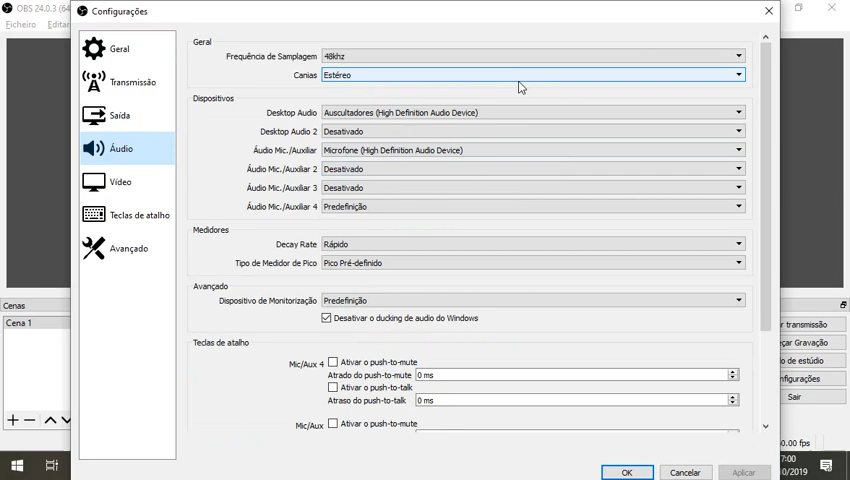 OBS 24.0.3 (64
Configurações
Ficheiro Editar
Geral
Transmissão
Saída
Áudio
Vídeo
Teclas de atalho
Avançado
Geral
Frequência de Samplagem 48khz
Canias Estéreo
Dispositivos
Desktop Audio Auscultadores (High Definition Audio Device)
Desktop Audio 2 Desativado
Áudio Mic./Auxiliar Microfone (High Definition Audio Device)
Áudio Mic./Auxiliar 2 Desativado
Áudio Mic./Auxiliar 3 Desativado
Áudio Mic./Auxiliar 4 Predefinição
Medidores
Decay Rate Rápido
Tipo de Medidor de Pico Pico Pré-definido
Avançado
Dispositivo de Monitorização Predefinição
Desativar o ducking de audio do Windows
Teclas de atalho
Mic/Aux 4 Ativar o push-to-mute
Atrado do push-to-mute 0 ms
Ativar o push-to-talk
Atraso do push-to-talk 0 ms
Mic/Aux Ativar o push-to-mute
OK Cancelar Aplicar
Cenas
Cena 1
r transmissão
eçar Gravação
o de estúdio
nfigurações
Sair
0.00 fps
7:00
/10/2019